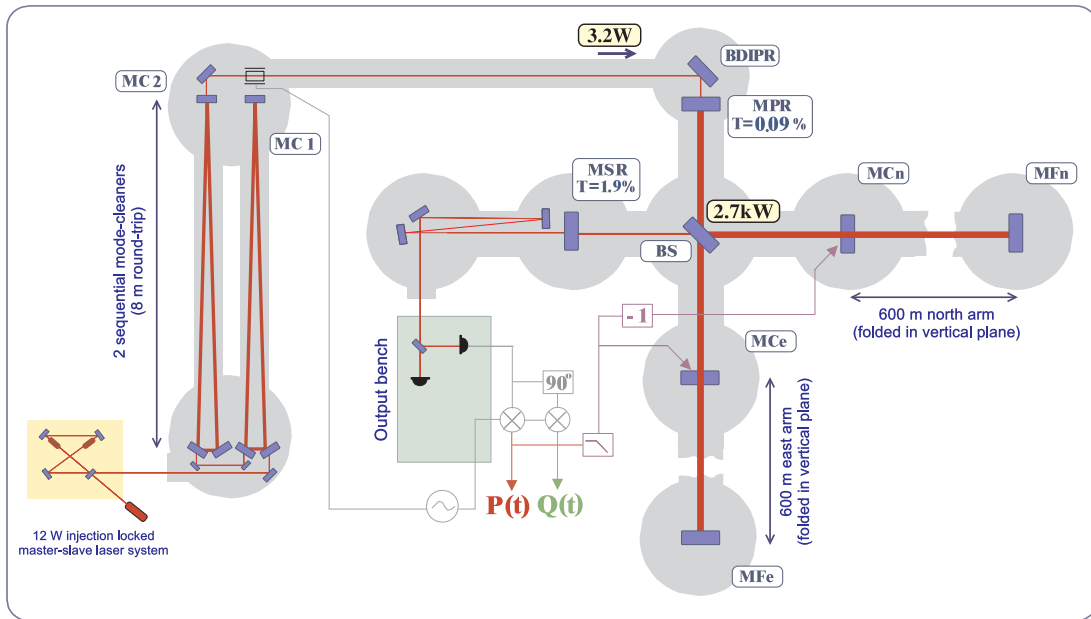 3.2W
BDIPR
MC 2
MPR
T=0.09%
MC 1
MSR
T=1.9%
MCn
MFn
2.7kW
BS
2 sequential mode-cleaners
(8 m round-trip)
600 m north arm
(folded in vertical plane)
- 1
MCe
Output bench
90°
600 m east arm
(folded in vertical plane)
P(t)
Q(t)
12 W injection locked
master-slave laser system
MFe